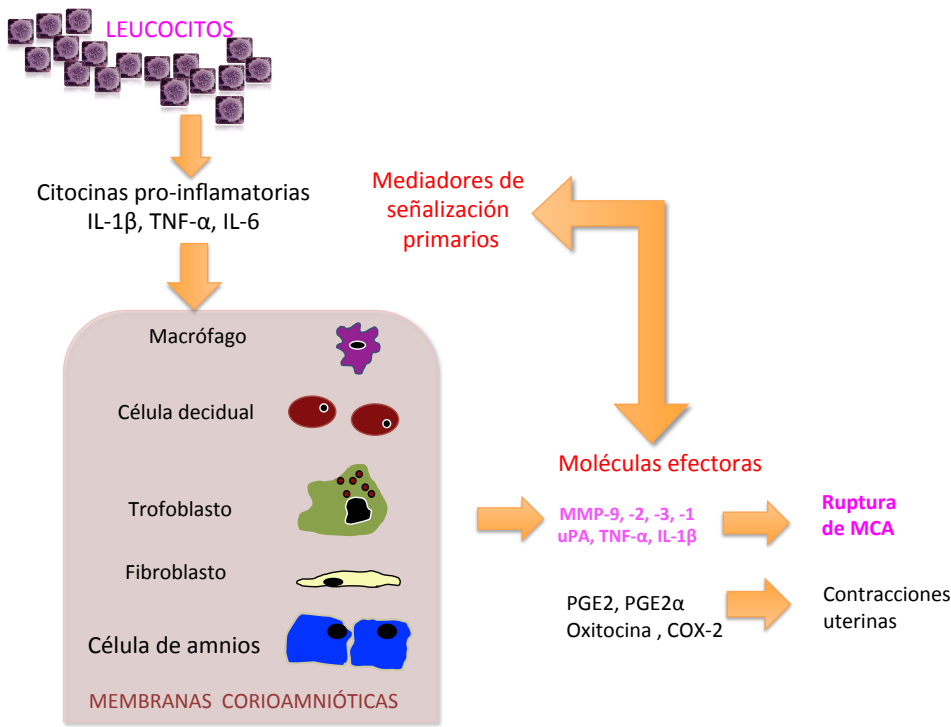 LEUCOCITOS
Citocinas pro-inflamatorias
IL-1β, TNF-α, IL-6
Mediadores de
señalización
primarios
Macrófago
Célula decidual
Trofoblasto
Fibroblasto
Célula de amnios
MEMBRANAS CORIOAMNIÓTICAS
Moléculas efectoras
MMP-9, -2, -3, -1
uPA, TNF-α, IL-1β
Ruptura
de MCA
PGE2, PGE2α
Oxitocina , COX-2
Contracciones
uterinas